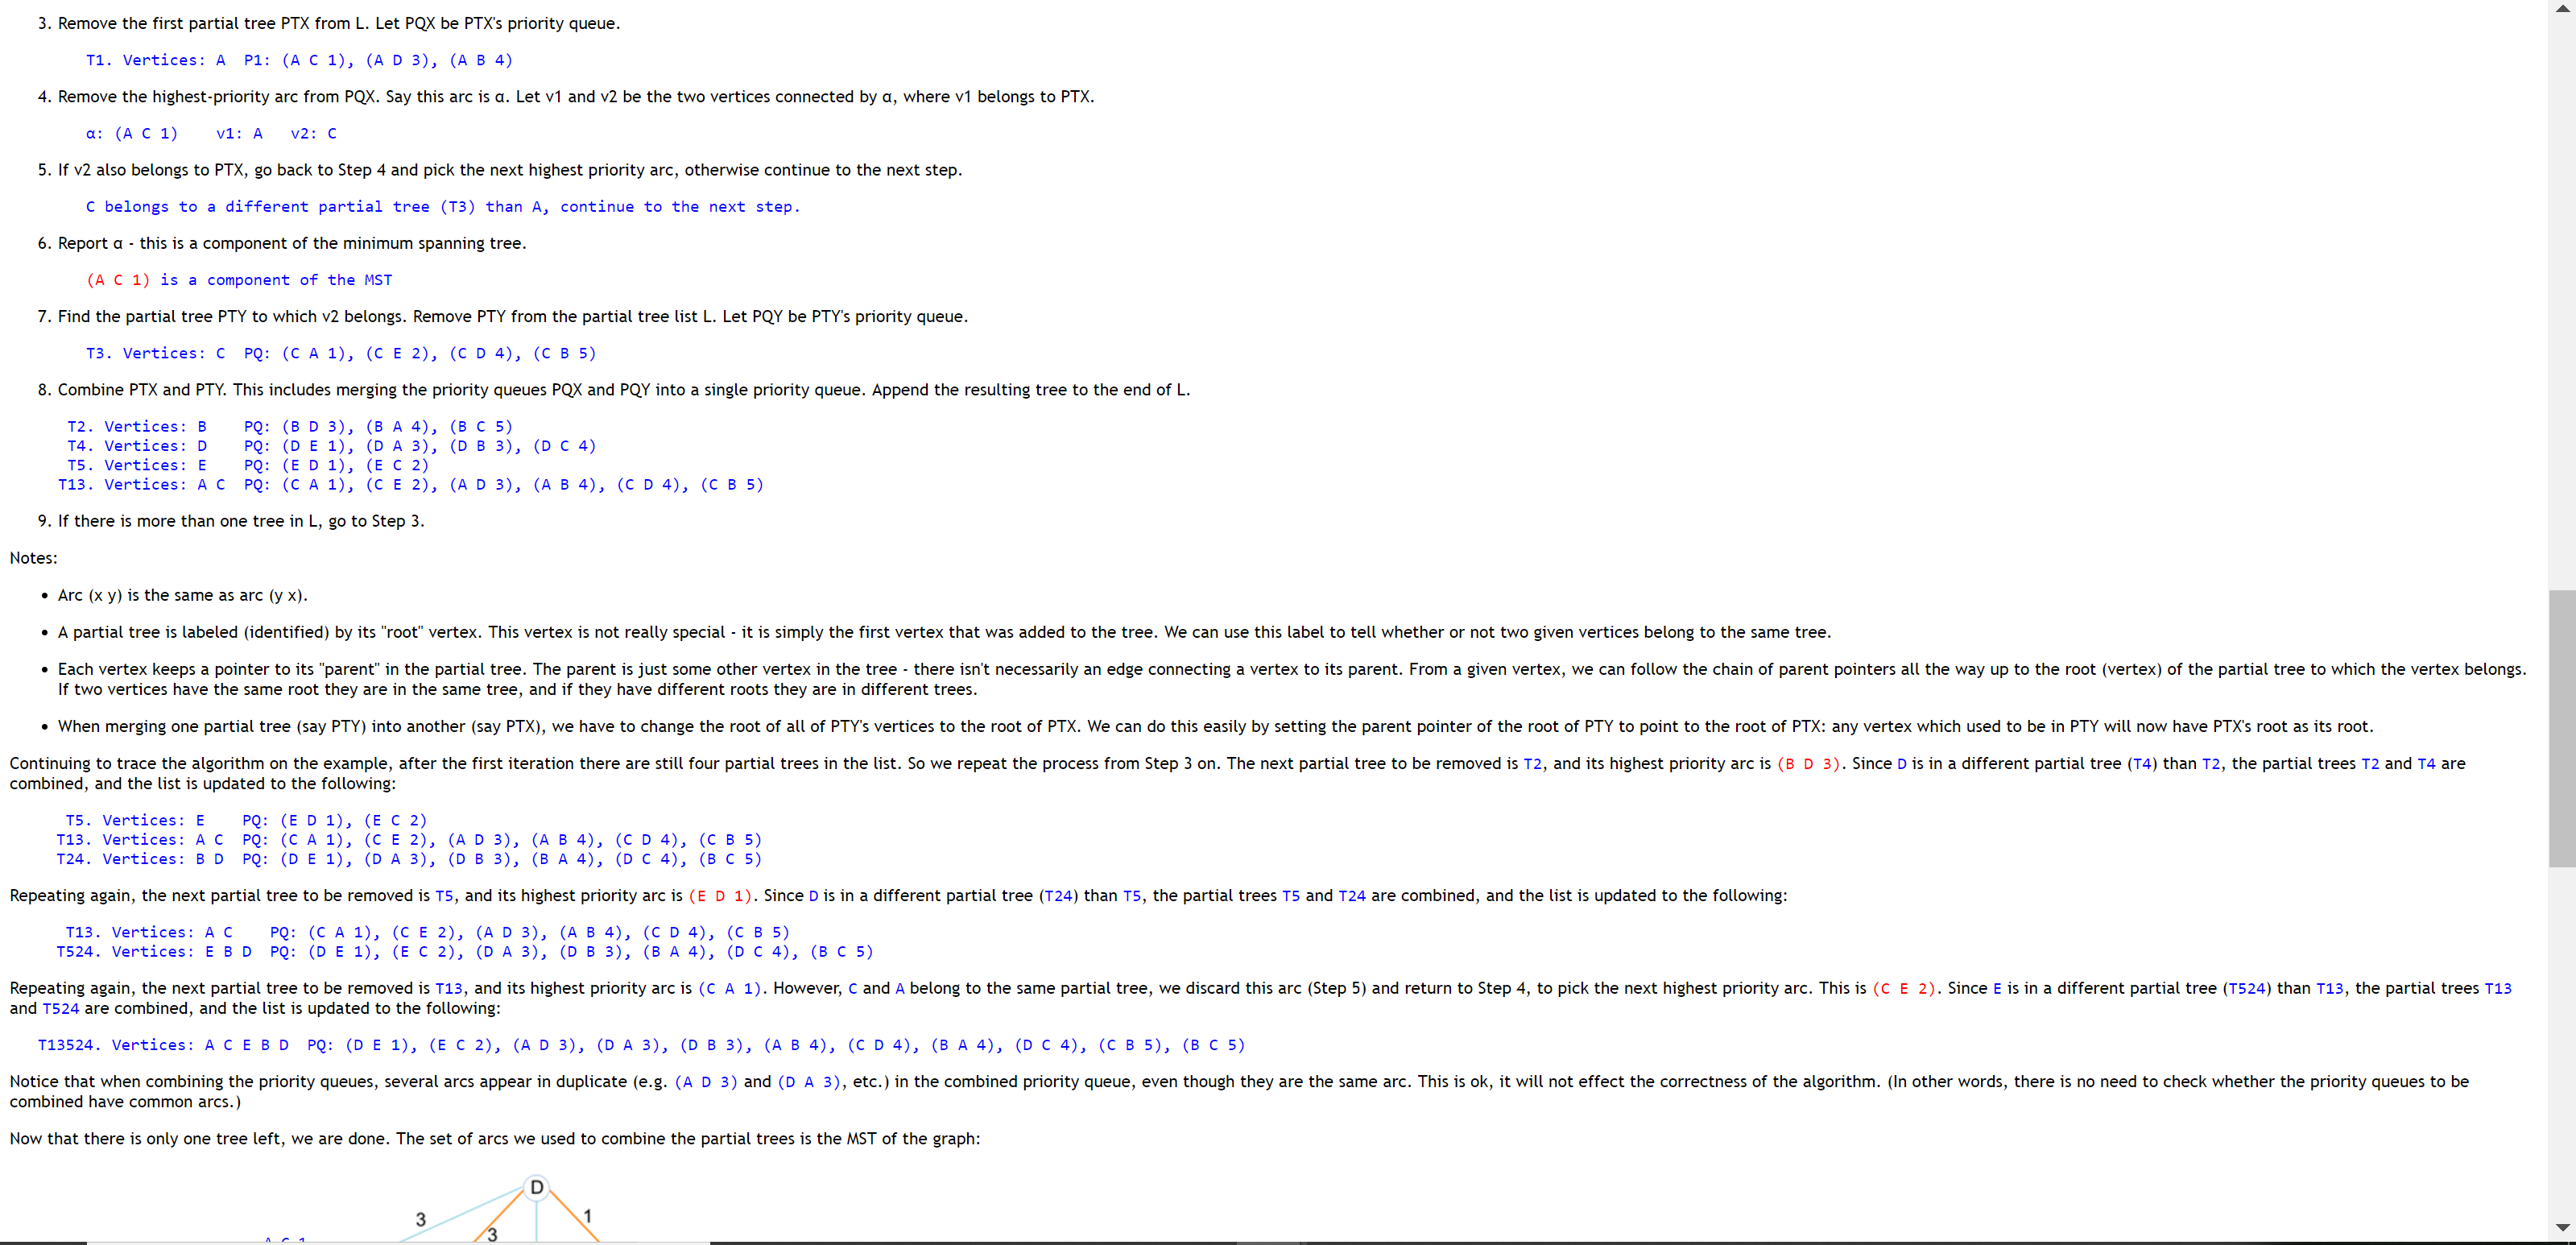 3. Remove the first partial tree PTX from L. Let PQX be PTX's priority queue.
T1. Vertices: A  P1: (A C 1), (A D 3), (A B 4)
4. Remove the highest-priority arc from PQX. Say this arc is α. Let v1 and v2 be the two vertices connected by α, where v1 belongs to PTX.
α: (A C 1)    v1: A   v2: C
5. If v2 also belongs to PTX, go back to Step 4 and pick the next highest priority arc, otherwise continue to the next step.
C belongs to a different partial tree (T3) than A, continue to the next step.
6. Report α - this is a component of the minimum spanning tree.
(A C 1) is a component of the MST
7. Find the partial tree PTY to which v2 belongs. Remove PTY from the partial tree list L. Let PQY be PTY's priority queue.
T3. Vertices: C  PQ: (C A 1), (C E 2), (C D 4), (C B 5)
8. Combine PTX and PTY. This includes merging the priority queues PQX and PQY into a single priority queue. Append the resulting tree to the end of L.
T2. Vertices: B    PQ: (B D 3), (B A 4), (B C 5)
T4. Vertices: D    PQ: (D E 1), (D A 3), (D B 3), (D C 4)
T5. Vertices: E    PQ: (E D 1), (E C 2)
T13. Vertices: A C  PQ: (C A 1), (C E 2), (A D 3), (A B 4), (C D 4), (C B 5)
9. If there is more than one tree in L, go to Step 3.
Notes:
• Arc (x y) is the same as arc (y x).
• A partial tree is labeled (identified) by its "root" vertex. This vertex is not really special - it is simply the first vertex that was added to the tree. We can use this label to tell whether or not two given vertices belong to the same tree.
• Each vertex keeps a pointer to its "parent" in the partial tree. The parent is just some other vertex in the tree - there isn't necessarily an edge connecting a vertex to its parent. From a given vertex, we can follow the chain of parent pointers all the way up to the root (vertex) of the partial tree to which the vertex belongs.
If two vertices have the same root they are in the same tree, and if they have different roots they are in different trees.
• When merging one partial tree (say PTY) into another (say PTX), we have to change the root of all of PTY's vertices to the root of PTX. We can do this easily by setting the parent pointer of the root of PTY to point to the root of PTX: any vertex which used to be in PTY will now have PTX's root as its root.
Continuing to trace the algorithm on the example, after the first iteration there are still four partial trees in the list. So we repeat the process from Step 3 on. The next partial tree to be removed is T2, and its highest priority arc is (B D 3). Since D is in a different partial tree (T4) than T2, the partial trees T2 and T4 are
combined, and the list is updated to the following:
T5. Vertices: E    PQ: (E D 1), (E C 2)
T13. Vertices: A C  PQ: (C A 1), (C E 2), (A D 3), (A B 4), (C D 4), (C B 5)
T24. Vertices: B D  PQ: (D E 1), (D A 3), (D B 3), (B A 4), (D C 4), (B C 5)
Repeating again, the next partial tree to be removed is T5, and its highest priority arc is (E D 1). Since D is in a different partial tree (T24) than T5, the partial trees T5 and T24 are combined, and the list is updated to the following:
T13. Vertices: A C    PQ: (C A 1), (C E 2), (A D 3), (A B 4), (C D 4), (C B 5)
T524. Vertices: E B D  PQ: (D E 1), (E C 2), (D A 3), (D B 3), (B A 4), (D C 4), (B C 5)
Repeating again, the next partial tree to be removed is T13, and its highest priority arc is (C A 1). However, C and A belong to the same partial tree, we discard this arc (Step 5) and return to Step 4, to pick the next highest priority arc. This is (C E 2). Since E is in a different partial tree (T524) than T13, the partial trees T13
and T524 are combined, and the list is updated to the following:
T13524. Vertices: A C E B D  PQ: (D E 1), (E C 2), (A D 3), (D A 3), (D B 3), (A B 4), (C D 4), (B A 4), (D C 4), (C B 5), (B C 5)
Notice that when combining the priority queues, several arcs appear in duplicate (e.g. (A D 3) and (D A 3), etc.) in the combined priority queue, even though they are the same arc. This is ok, it will not effect the correctness of the algorithm. (In other words, there is no need to check whether the priority queues to be
combined have common arcs.)
Now that there is only one tree left, we are done. The set of arcs we used to combine the partial trees is the MST of the graph:
D
3
1
3